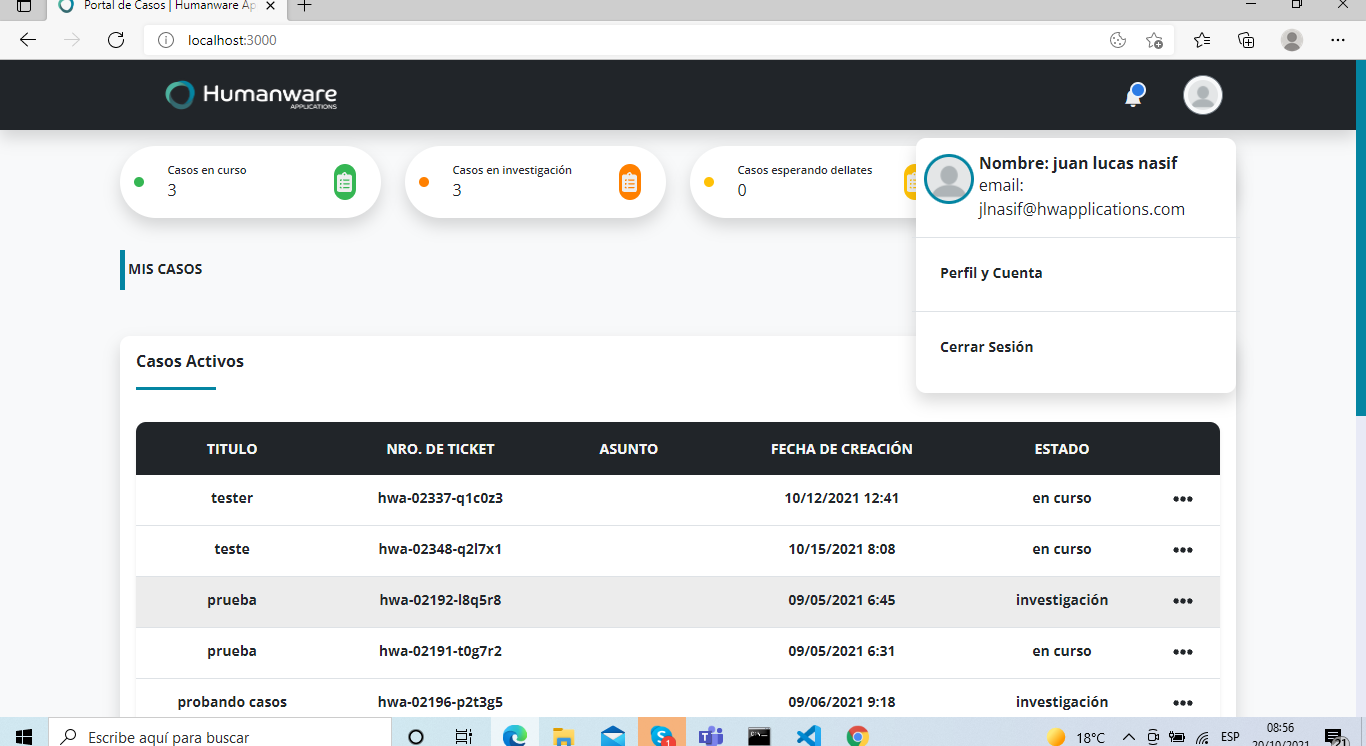 Portal de Casos | Humanware Ap
localhost:3000
Humanware
APPLICATIONS
Casos en curso
3
Casos en investigación
3
Casos esperando dellates
0
Nombre: juan lucas nasif
email:
jlnasif@hwapplications.com
Perfil y Cuenta
Cerrar Sesión
MIS CASOS
Casos Activos
TITULO NRO. DE TICKET ASUNTO FECHA DE CREACIÓN ESTADO
tester hwa-02337-q1c0z3 10/12/2021 12:41 en curso
teste hwa-02348-q2l7x1 10/15/2021 8:08 en curso
prueba hwa-02192-l8q5r8 09/05/2021 6:45 investigación
prueba hwa-02191-t0g7r2 09/05/2021 6:31 en curso
probando casos hwa-02196-p2t3g5 09/06/2021 9:18 investigación
Escribe aquí para buscar
1
18°C
ESP
08:56
20/10/2021
21